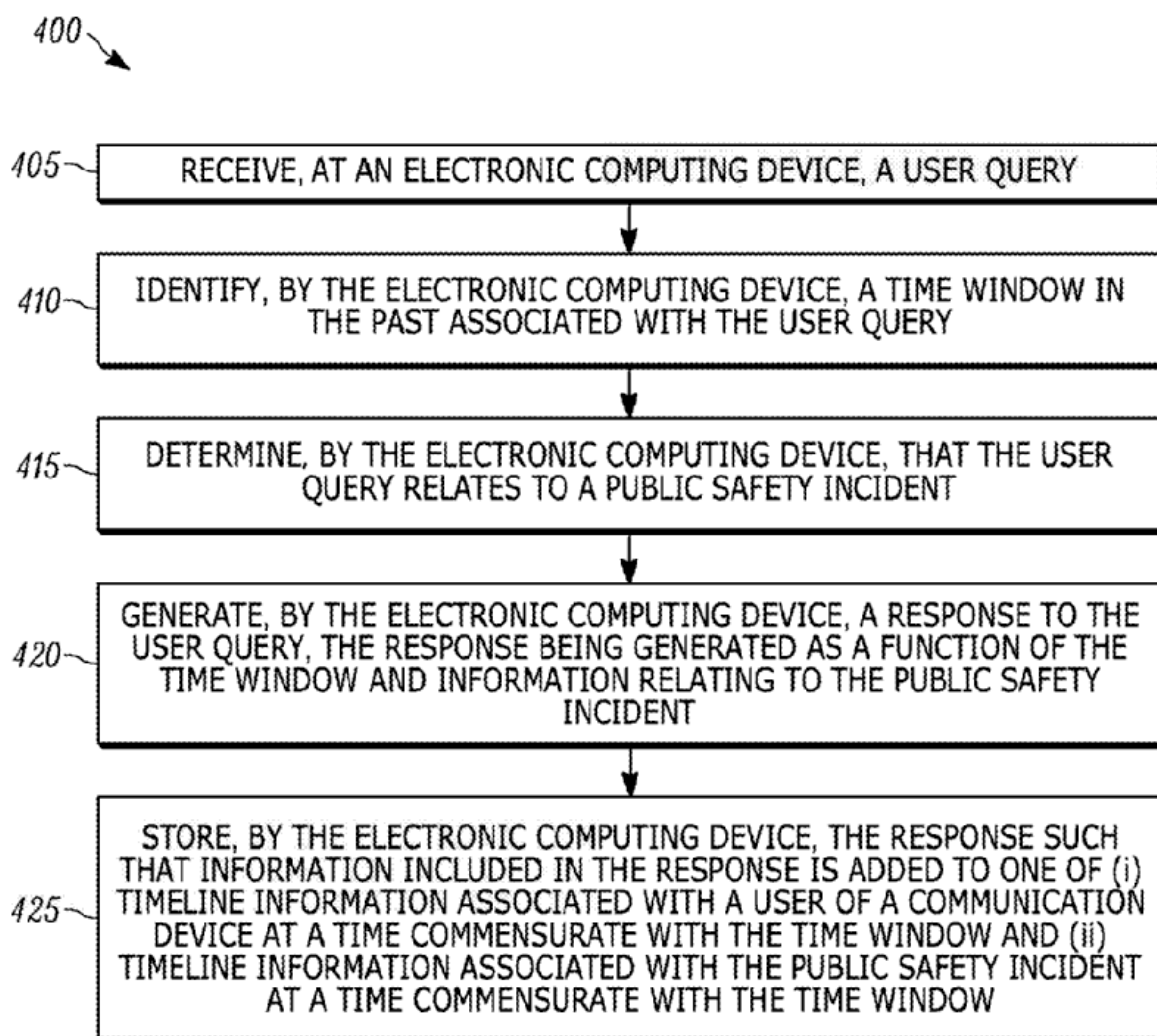 400
405
RECEIVE, AT AN ELECTRONIC COMPUTING DEVICE, A USER QUERY
410
IDENTIFY, BY THE ELECTRONIC COMPUTING DEVICE, A TIME WINDOW IN
THE PAST ASSOCIATED WITH THE USER QUERY
415
DETERMINE, BY THE ELECTRONIC COMPUTING DEVICE, THAT THE USER
QUERY RELATES TO A PUBLIC SAFETY INCIDENT
420
GENERATE, BY THE ELECTRONIC COMPUTING DEVICE, A RESPONSE TO THE
USER QUERY, THE RESPONSE BEING GENERATED AS A FUNCTION OF THE
TIME WINDOW AND INFORMATION RELATING TO THE PUBLIC SAFETY
INCIDENT
425
STORE, BY THE ELECTRONIC COMPUTING DEVICE, THE RESPONSE SUCH
THAT INFORMATION INCLUDED IN THE RESPONSE IS ADDED TO ONE OF (i)
TIMELINE INFORMATION ASSOCIATED WITH A USER OF A COMMUNICATION
DEVICE AT A TIME COMMENSURATE WITH THE TIME WINDOW AND (ii)
TIMELINE INFORMATION ASSOCIATED WITH THE PUBLIC SAFETY INCIDENT
AT A TIME COMMENSURATE WITH THE TIME WINDOW